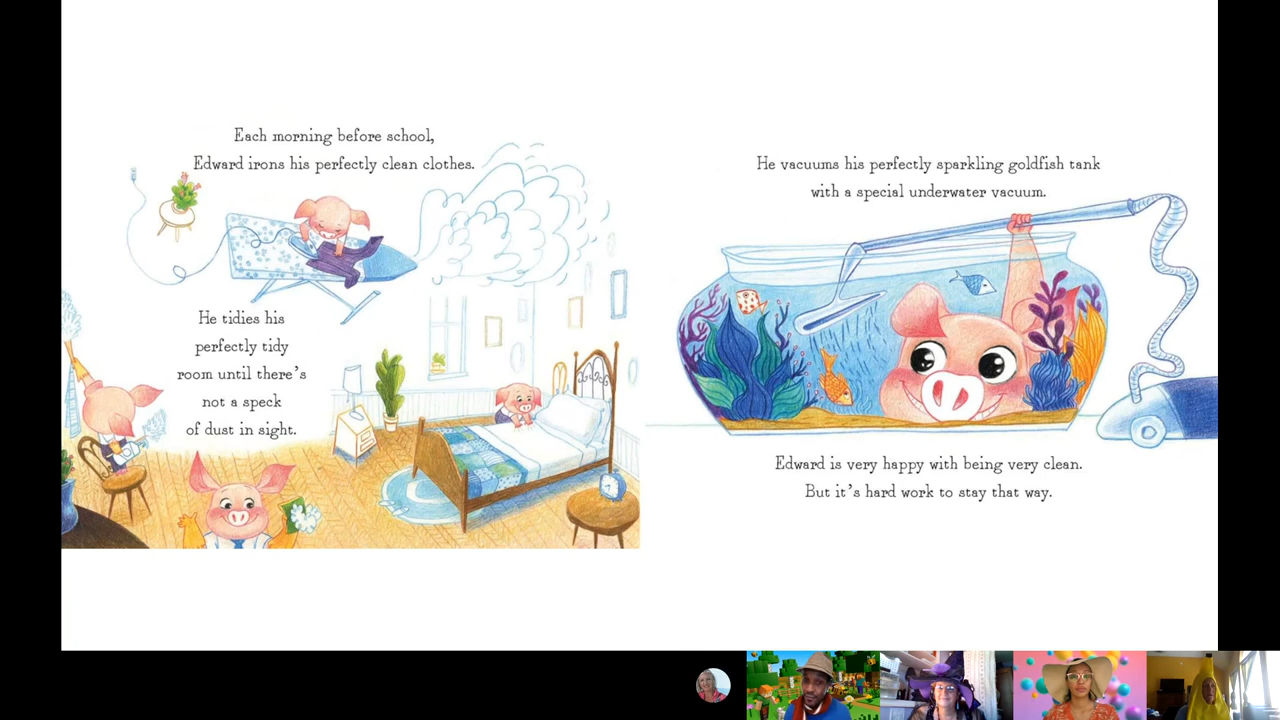 Each morning before school,
Edward irons his perfectly clean clothes.
He tidies his
perfectly tidy
room until there's
not a speck
of dust in sight.
He vacuums his perfectly sparkling goldfish tank
with a special underwater vacuum.
Edward is very happy with being very clean.
But it's hard work to stay that way.